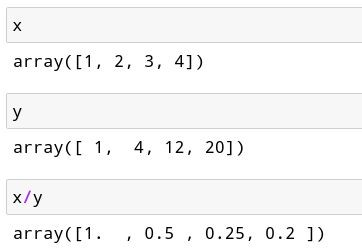 x
array([1, 2, 3, 4])
y
array([ 1,  4, 12, 20])
x/y
array([1.  , 0.5 , 0.25, 0.2 ])